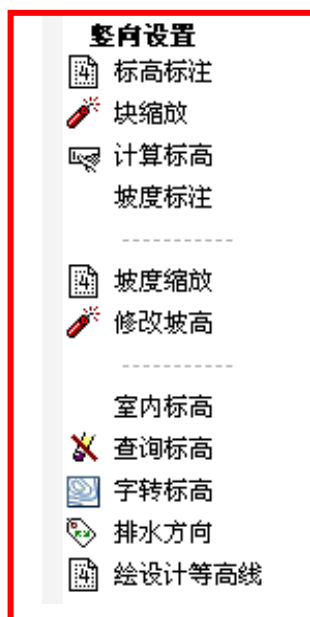 竖向设置
标高标注
块缩放
计算标高
坡度标注
-----------
坡度缩放
修改坡高
-----------
室内标高
查询标高
字转标高
排水方向
绘设计等高线